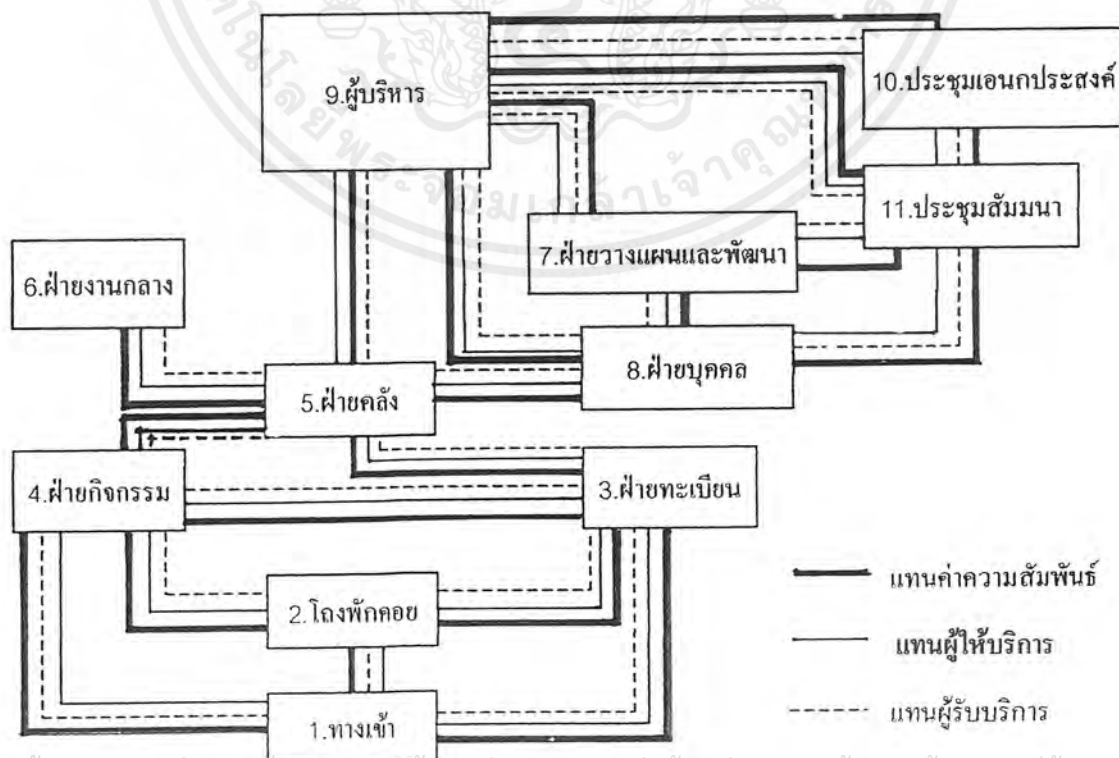 9.ผู้บริหาร
10.ประชุมเอนกประสงค์
11.ประชุมสัมมนา
7.ฝ่ายวางแผนและพัฒนา
6.ฝ่ายงานกลาง
8.ฝ่ายบุคคล
5.ฝ่ายคลัง
4.ฝ่ายกิจกรรม
3.ฝ่ายทะเบียน
2.โถงพักคอย
1.ทางเข้า
แทนค่าความสัมพันธ์
แทนผู้ให้บริการ
แทนผู้รับบริการ